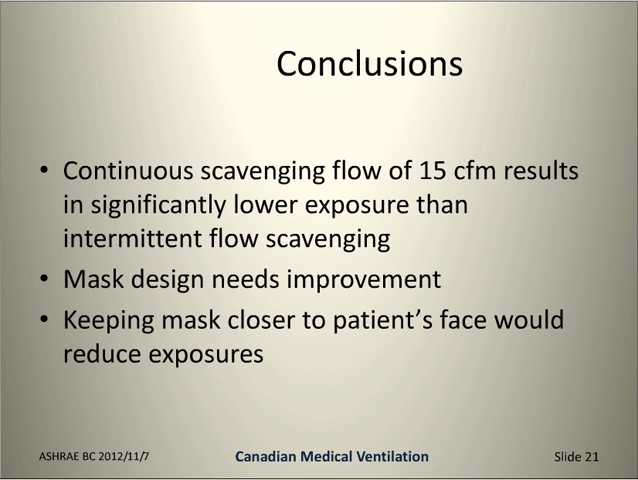 Conclusions
• Continuous scavenging flow of 15 cfm results
in significantly lower exposure than
intermittent flow scavenging
• Mask design needs improvement
• Keeping mask closer to patient’s face would
reduce exposures
ASHRAE BC 2012/11/7 Canadian Medical Ventilation Slide 21